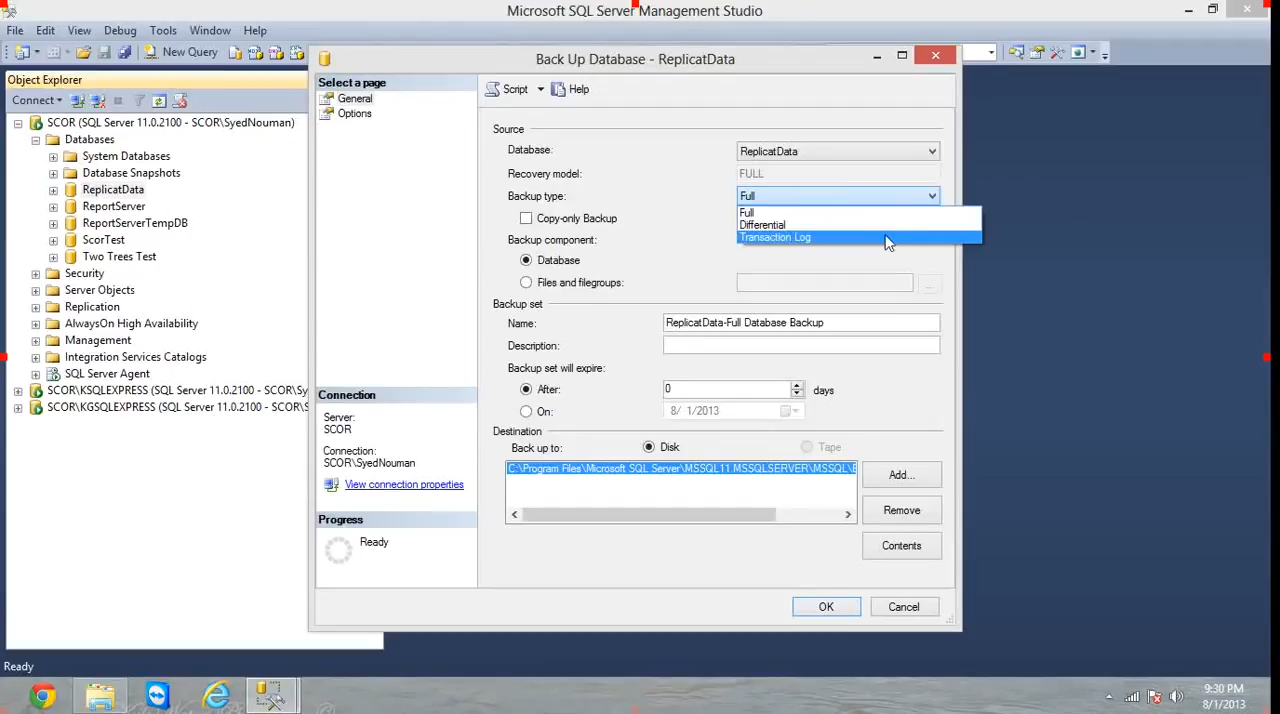 Microsoft SQL Server Management Studio
File Edit View Debug Tools Window Help
New Query
Object Explorer
Connect
SCOR (SQL Server 11.0.2100 - SCOR\SyedNouman)
Databases
System Databases
Database Snapshots
ReplicatData
ReportServer
ReportServerTempDB
ScorTest
Two Trees Test
Security
Server Objects
Replication
AlwaysOn High Availability
Management
Integration Services Catalogs
SQL Server Agent
SCOR\KSQLEXPRESS (SQL Server 11.0.2100 - SCOR\Sy
SCOR\KGSQLEXPRESS (SQL Server 11.0.2100 - SCOR\S
Back Up Database - ReplicatData
Select a page
General
Options
Script Help
Source
Database: ReplicatData
Recovery model: FULL
Backup type: Full
Full
Differential
Transaction Log
Copy-only Backup
Backup component:
Database
Files and filegroups:
...
Backup set
Name: ReplicatData-Full Database Backup
Description:
Backup set will expire:
After: 0 days
On: 8/ 1/2013
Destination
Back up to: Disk Tape
C:\Program Files\Microsoft SQL Server\MSSQL11.MSSQLSERVER\MSSQL\
Add...
Remove
Contents
Connection
Server:
SCOR
Connection:
SCOR\SyedNouman
View connection properties
Progress
Ready
OK Cancel
Ready
9:30 PM
8/1/2013